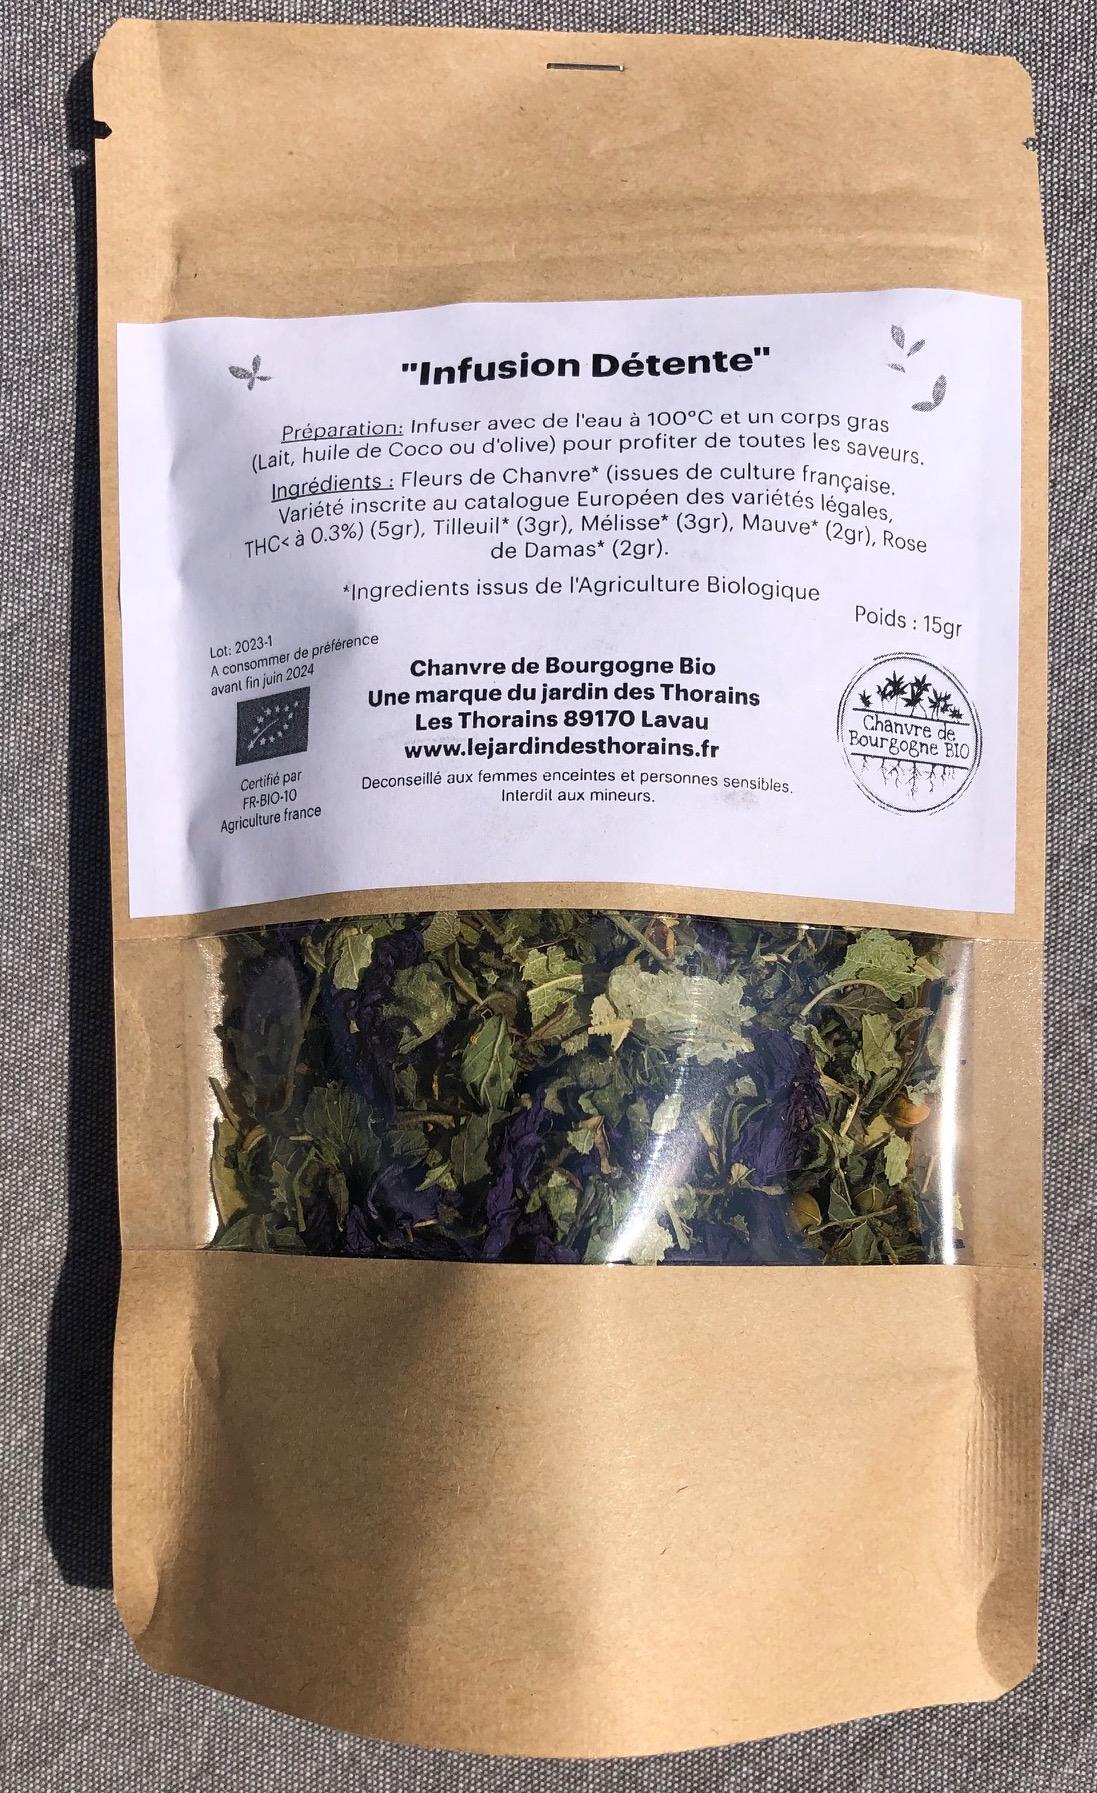 "Infusion Détente"
Préparation: Infuser avec de l'eau à 100°C et un corps gras
(Lait, huile de Coco ou d'olive) pour profiter de toutes les saveurs.
Ingrédients : Fleurs de Chanvre* (issues de culture française.
Variété inscrite au catalogue Européen des variétés légales,
THC< à 0.3%) (5gr), Tilleuil* (3gr), Mélisse* (3gr), Mauve* (2gr), Rose
de Damas* (2gr).
*Ingredients issus de l'Agriculture Biologique
Poids : 15gr
Lot: 2023-1
A consommer de préférence
avant fin juin 2024
Certifié par
FR-BIO-10
Agriculture france
Chanvre de Bourgogne Bio
Une marque du jardin des Thorains
Les Thorains 89170 Lavau
www.lejardindesthorains.fr
Deconseillé aux femmes enceintes et personnes sensibles.
Interdit aux mineurs.
Chanvre de
Bourgogne BIO